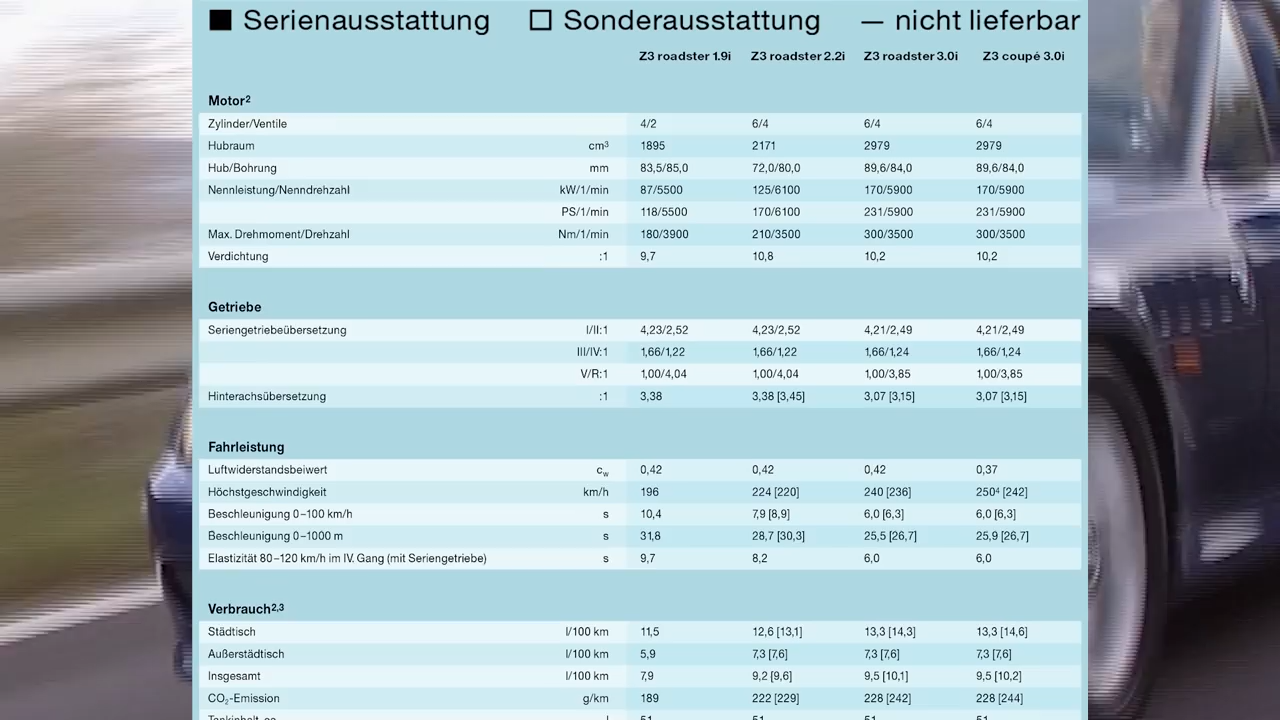 ■ Serienausstattung □ Sonderausstattung — nicht lieferbar
Z3 roadster 1.9i Z3 roadster 2.2i Z3 roadster 3.0i Z3 coupé 3.0i
Motor²
Zylinder/Ventile 4/2 6/4 6/4 6/4
Hubraum cm³ 1895 2171 2979 2979
Hub/Bohrung mm 83,5/85,0 72,0/80,0 89,6/84,0 89,6/84,0
Nennleistung/Nenndrehzahl kW/1/min 87/5500 125/6100 170/5900 170/5900
PS/1/min 118/5500 170/6100 231/5900 231/5900
Max. Drehmoment/Drehzahl Nm/1/min 180/3900 210/3500 300/3500 300/3500
Verdichtung :1 9,7 10,8 10,2 10,2
Getriebe
Seriengetriebeübersetzung I/II:1 4,23/2,52 4,23/2,52 4,21/2,49 4,21/2,49
III/IV:1 1,66/1,22 1,66/1,22 1,66/1,24 1,66/1,24
V/R:1 1,00/4,04 1,00/4,04 1,00/3,85 1,00/3,85
Hinterachsübersetzung :1 3,38 3,38 [3,45] 3,07 [3,15] 3,07 [3,15]
Fahrleistung
Luftwiderstandsbeiwert cw 0,42 0,42 0,42 0,37
Höchstgeschwindigkeit km/h 196 224 [220] 240 [236] 250⁴ [242]
Beschleunigung 0–100 km/h s 10,4 7,9 [8,9] 6,0 [6,3] 6,0 [6,3]
Beschleunigung 0–1000 m s 31,8 28,7 [30,3] 25,5 [26,7] 25,9 [26,7]
Elastizität 80–120 km/h im IV. Gang (mit Seriengetriebe) s 9,7 8,2 6,0 6,0
Verbrauch²,³
Städtisch l/100 km 11,5 12,6 [13,1] 13,3 [14,3] 13,3 [14,6]
Außerstädtisch l/100 km 5,9 7,3 [7,6] 7,3 [7,6] 7,3 [7,6]
Insgesamt l/100 km 7,9 9,2 [9,6] 9,5 [10,1] 9,5 [10,2]
CO₂-Emission g/km 189 222 [229] 228 [242] 228 [244]